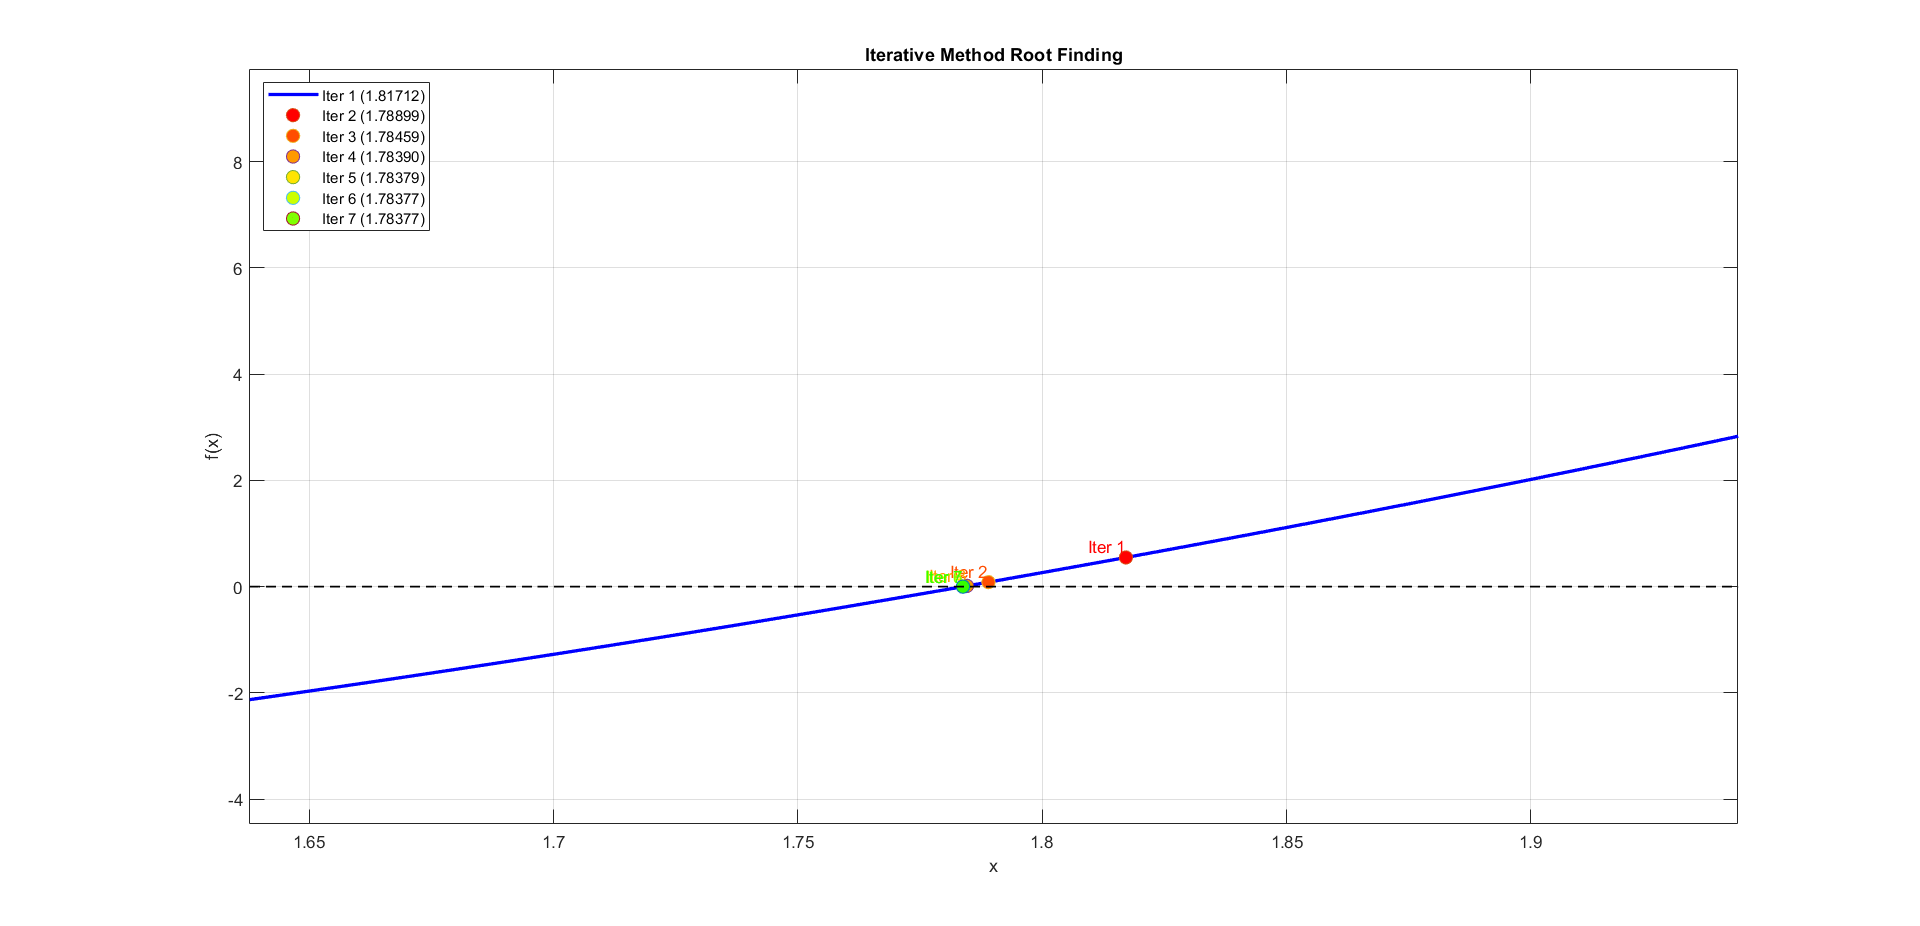 Iterative Method Root Finding
Iter 1 (1.81712)
Iter 2 (1.78899)
Iter 3 (1.78459)
Iter 4 (1.78390)
Iter 5 (1.78379)
Iter 6 (1.78377)
Iter 7 (1.78377)
8
6
4
2
0
-2
-4
f(x)
Iter 1
Iter 2
1.65
1.7
1.75
1.8
1.85
1.9
x